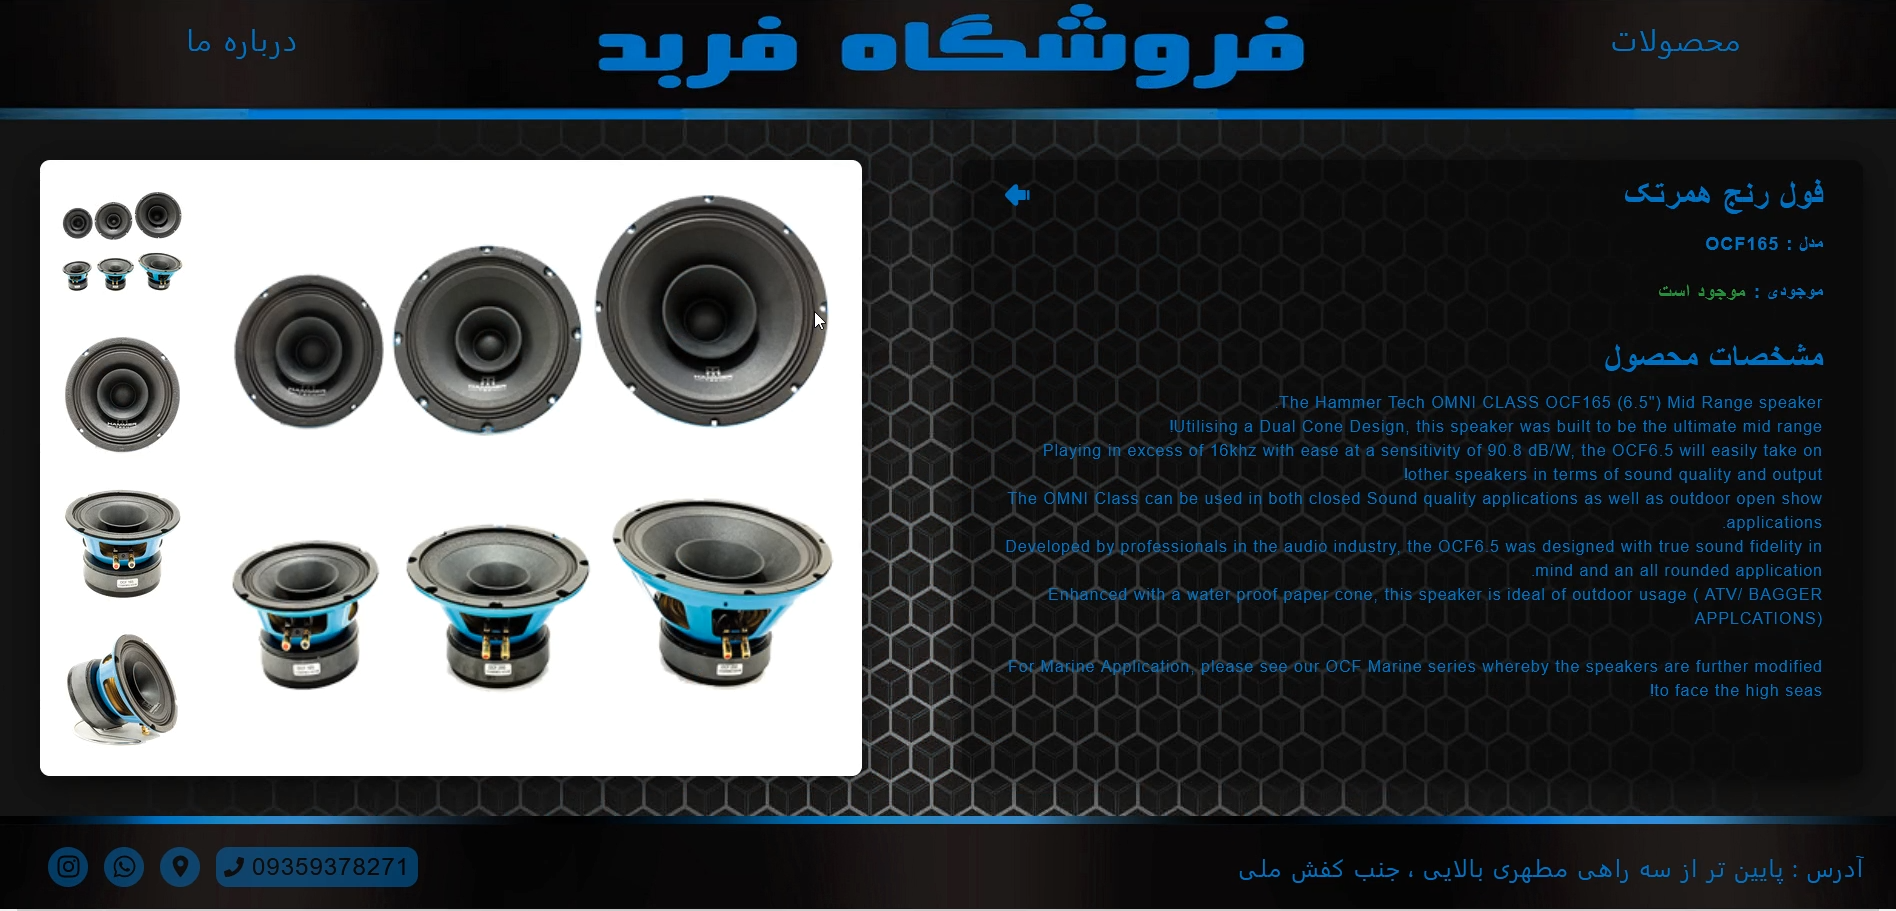 محصولات
فروشگاه فربد
درباره ما
فول رنج همرتک
مدل : OCF165
موجودی : موجود است
مشخصات محصول
The Hammer Tech OMNI CLASS OCF165 (6.5") Mid Range speaker.
Utilising a Dual Cone Design, this speaker was built to be the ultimate mid range!
Playing in excess of 16khz with ease at a sensitivity of 90.8 dB/W, the OCF6.5 will easily take on
other speakers in terms of sound quality and output!
The OMNI Class can be used in both closed Sound quality applications as well as outdoor open show
applications.
Developed by professionals in the audio industry, the OCF6.5 was designed with true sound fidelity in
mind and an all rounded application.
Enhanced with a water proof paper cone, this speaker is ideal of outdoor usage ( ATV/ BAGGER
APPLCATIONS)
For Marine Application, please see our OCF Marine series whereby the speakers are further modified
to face the high seas!
آدرس : پایین تر از سه راهی مطهری بالایی ، جنب کفش ملی
09359378271